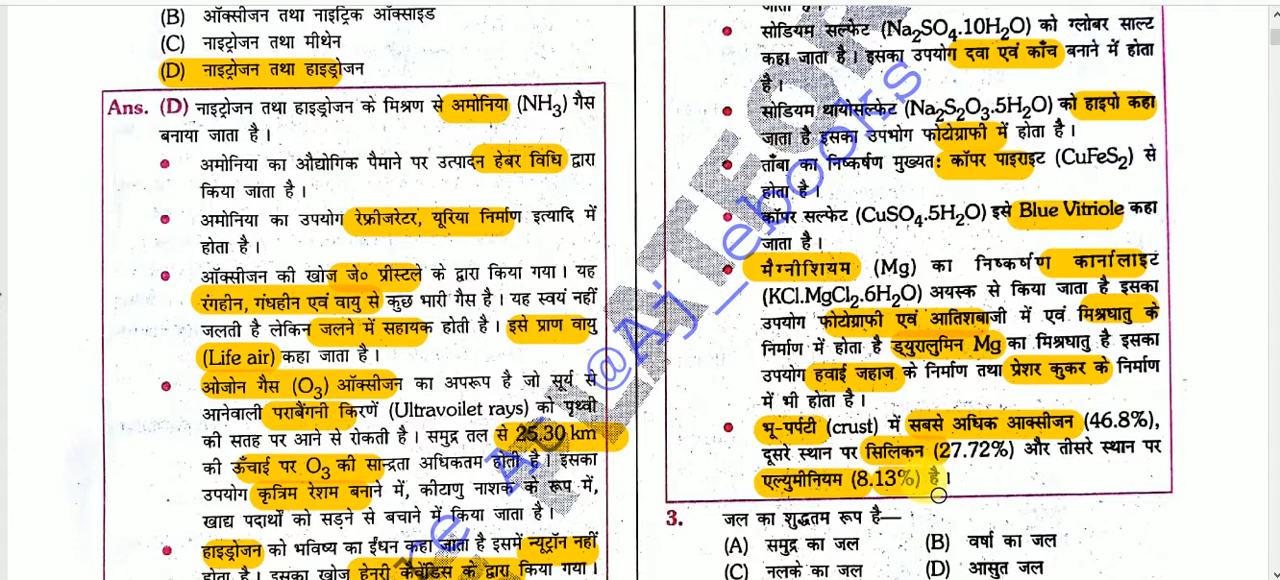 (B) ऑक्सीजन तथा नाइट्रिक ऑक्साइड
(C) नाइट्रोजन तथा मीथेन
(D) नाइट्रोजन तथा हाइड्रोजन
Ans. (D) नाइट्रोजन तथा हाइड्रोजन के मिश्रण से अमोनिया (NH₃) गैस
बनाया जाता है।
● अमोनिया का औद्योगिक पैमाने पर उत्पादन हेबर विधि द्वारा
किया जाता है।
● अमोनिया का उपयोग रेफ्रीजरेटर, यूरिया निर्माण इत्यादि में
होता है।
● ऑक्सीजन की खोज जे० प्रीस्टले के द्वारा किया गया। यह
रंगहीन, गंधहीन एवं वायु से कुछ भारी गैस है। यह स्वयं नहीं
जलती है लेकिन जलने में सहायक होती है। इसे प्राण वायु
(Life air) कहा जाता है।
● ओजोन गैस (O₃) ऑक्सीजन का अपरूप है जो सूर्य से
आनेवाली पराबैंगनी किरणें (Ultravoilet rays) को पृथ्वी
की सतह पर आने से रोकती है। समुद्र तल से 25.30 km
की ऊँचाई पर O₃ की सान्द्रता अधिकतम होती है। इसका
उपयोग कृत्रिम रेशम बनाने में, कीटाणु नाशक के रूप में,
खाद्य पदार्थों को सड़ने से बचाने में किया जाता है।
● हाइड्रोजन को भविष्य का ईंधन कहा जाता है इसमें न्यूट्रॉन नहीं
होता है। इसका खोज हेनरी केवेंडिस के द्वारा किया गया।
जाता है।
● सोडियम सल्फेट (Na₂SO₄.10H₂O) को ग्लोबर साल्ट
कहा जाता है। इसका उपयोग दवा एवं काँच बनाने में होता
है।
● सोडियम थायोसल्फेट (Na₂S₂O₃.5H₂O) को हाइपो कहा
जाता है इसका उपभोग फोटोग्राफी में होता है।
● ताँबा का निष्कर्षण मुख्यत: कॉपर पाइराइट (CuFeS₂) से
होता है।
● कॉपर सल्फेट (CuSO₄.5H₂O) इसे Blue Vitriole कहा
जाता है।
● मैग्नीशियम (Mg) का निष्कर्षण कार्नालाइट
(KCl.MgCl₂.6H₂O) अयस्क से किया जाता है इसका
उपयोग फोटोग्राफी एवं आतिशबाजी में एवं मिश्रधातु के
निर्माण में होता है ड्युरालुमिन Mg का मिश्रधातु है इसका
उपयोग हवाई जहाज के निर्माण तथा प्रेशर कुकर के निर्माण
में भी होता है।
● भू-पर्पटी (crust) में सबसे अधिक आक्सीजन (46.8%),
दूसरे स्थान पर सिलिकन (27.72%) और तीसरे स्थान पर
एल्युमीनियम (8.13%) है।
3. जल का शुद्धतम रूप है—
(A) समुद्र का जल (B) वर्षा का जल
(C) नलके का जल (D) आसुत जल
@Aj_ebooks